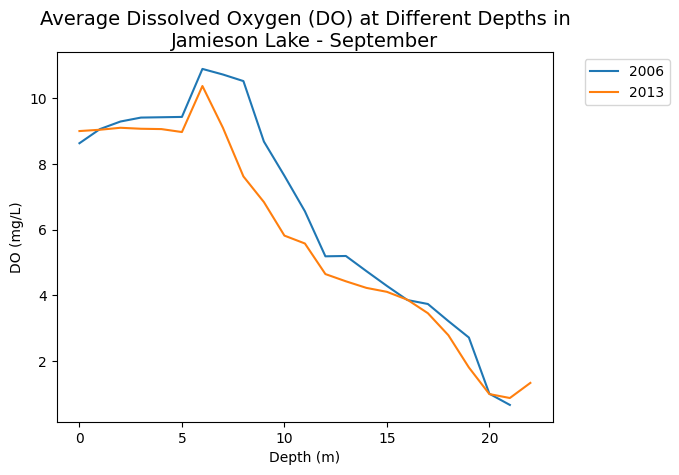 Average Dissolved Oxygen (DO) at Different Depths in
Jamieson Lake - September
2006
2013
10
8
6
4
2
DO (mg/L)
0 5 10 15 20
Depth (m)